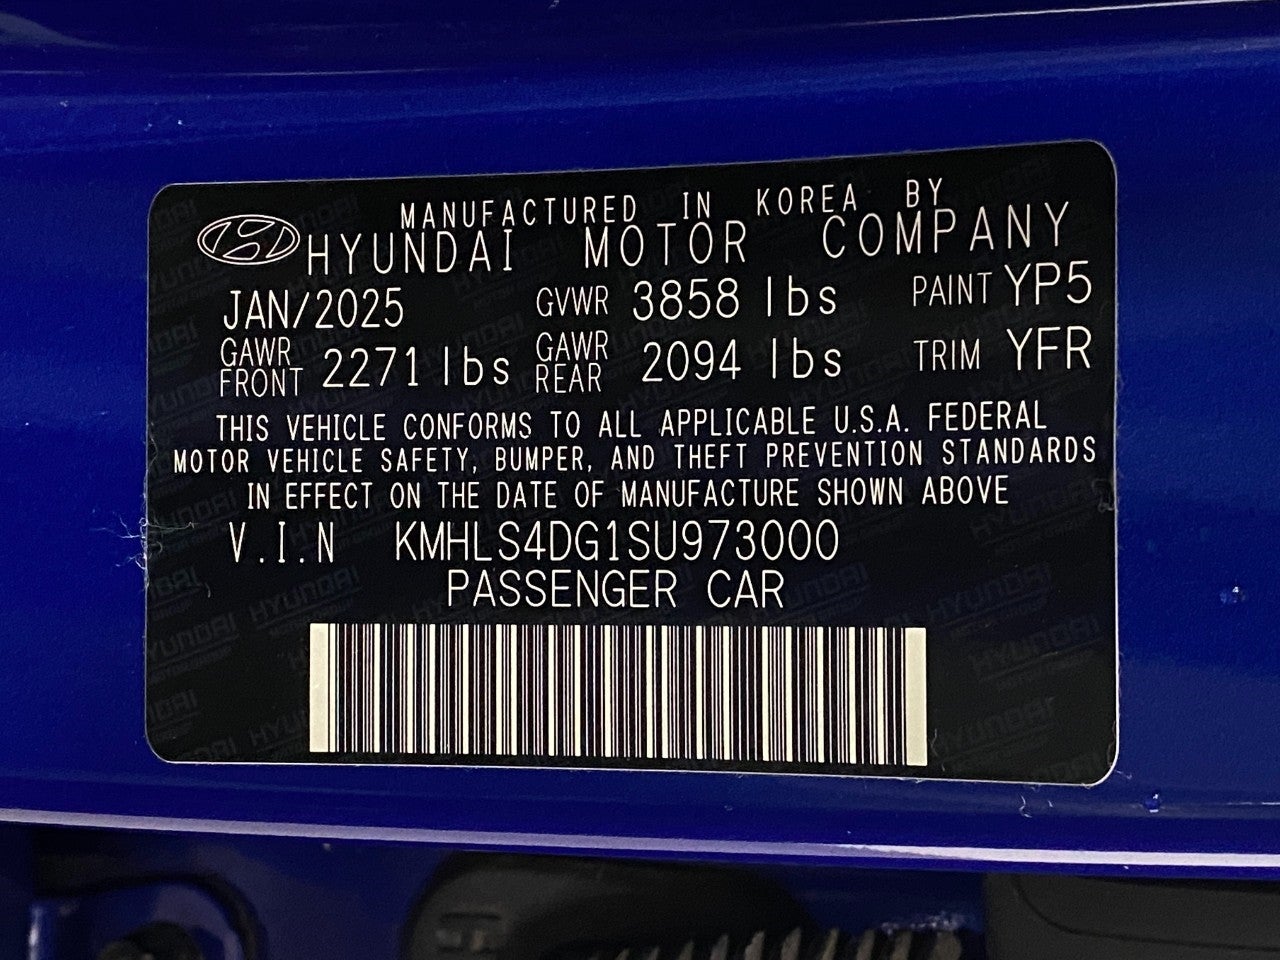 MANUFACTURED IN KOREA BY
HYUNDAI MOTOR COMPANY
JAN/2025 GVWR 3858 lbs PAINT YP5
GAWR FRONT 2271 lbs GAWR REAR 2094 lbs TRIM YFR
THIS VEHICLE CONFORMS TO ALL APPLICABLE U.S.A. FEDERAL
MOTOR VEHICLE SAFETY, BUMPER, AND THEFT PREVENTION STANDARDS
IN EFFECT ON THE DATE OF MANUFACTURE SHOWN ABOVE
V.I.N KMHLS4DG1SU973000
PASSENGER CAR